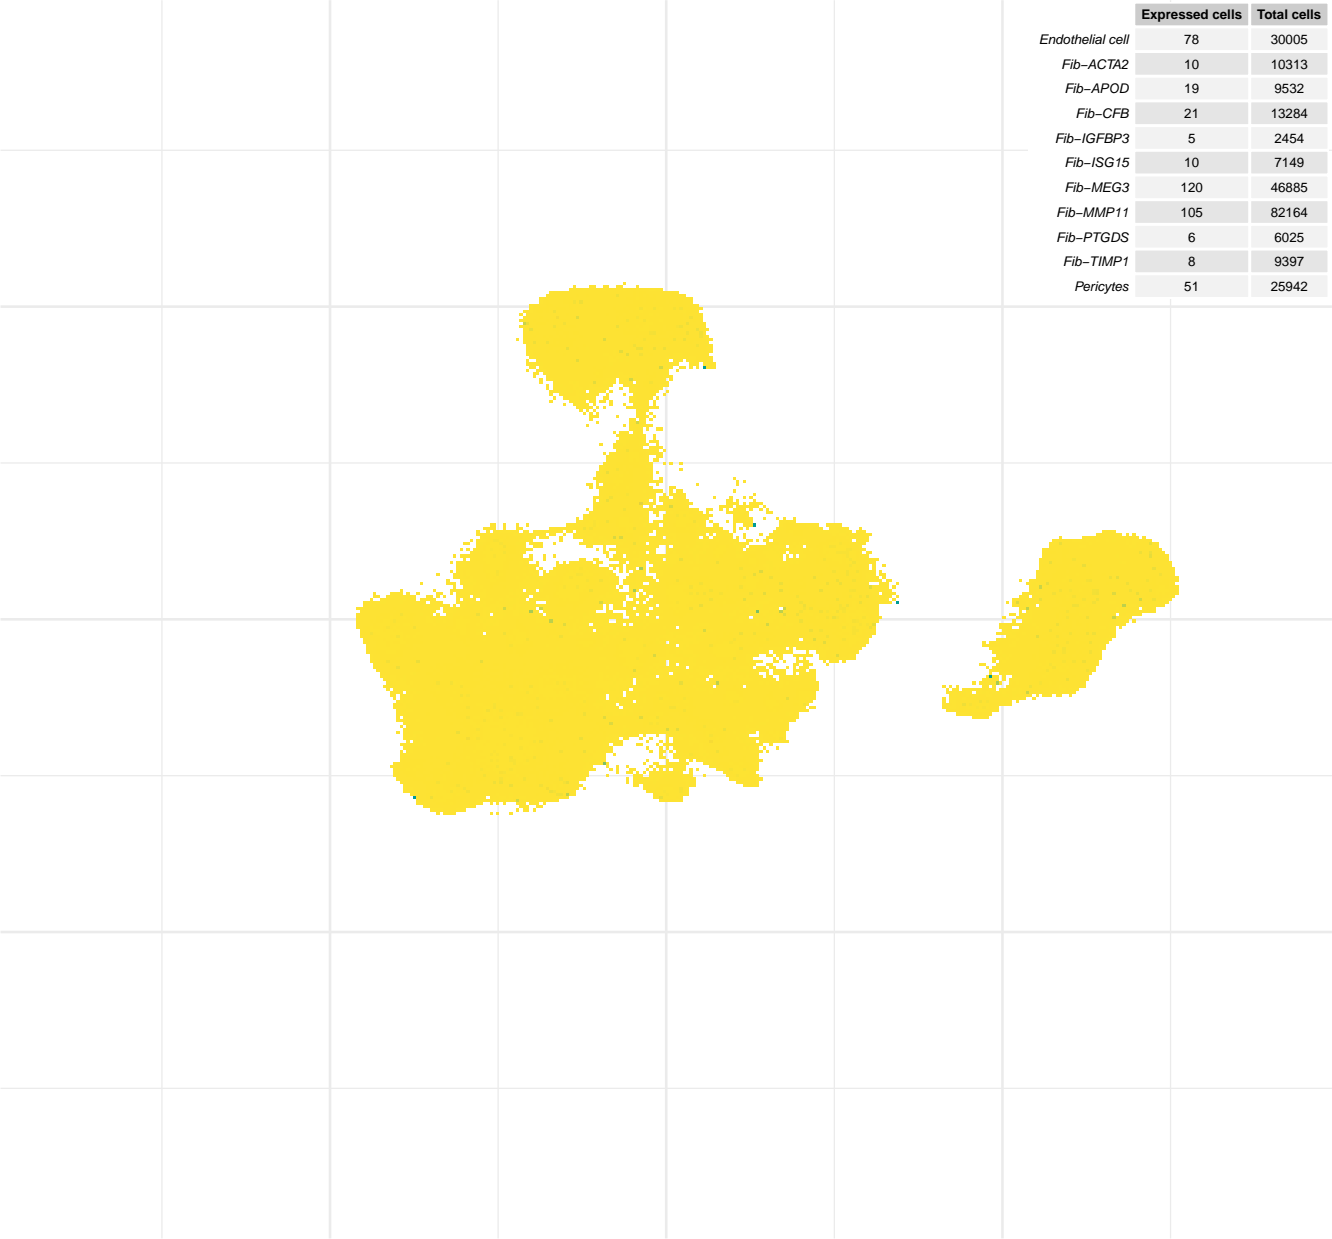 Expressed cells Total cells
Endothelial cell 78 30005
Fib−ACTA2 10 10313
Fib−APOD 19 9532
Fib−CFB 21 13284
Fib−IGFBP3 5 2454
Fib−ISG15 10 7149
Fib−MEG3 120 46885
Fib−MMP11 105 82164
Fib−PTGDS 6 6025
Fib−TIMP1 8 9397
Pericytes 51 25942